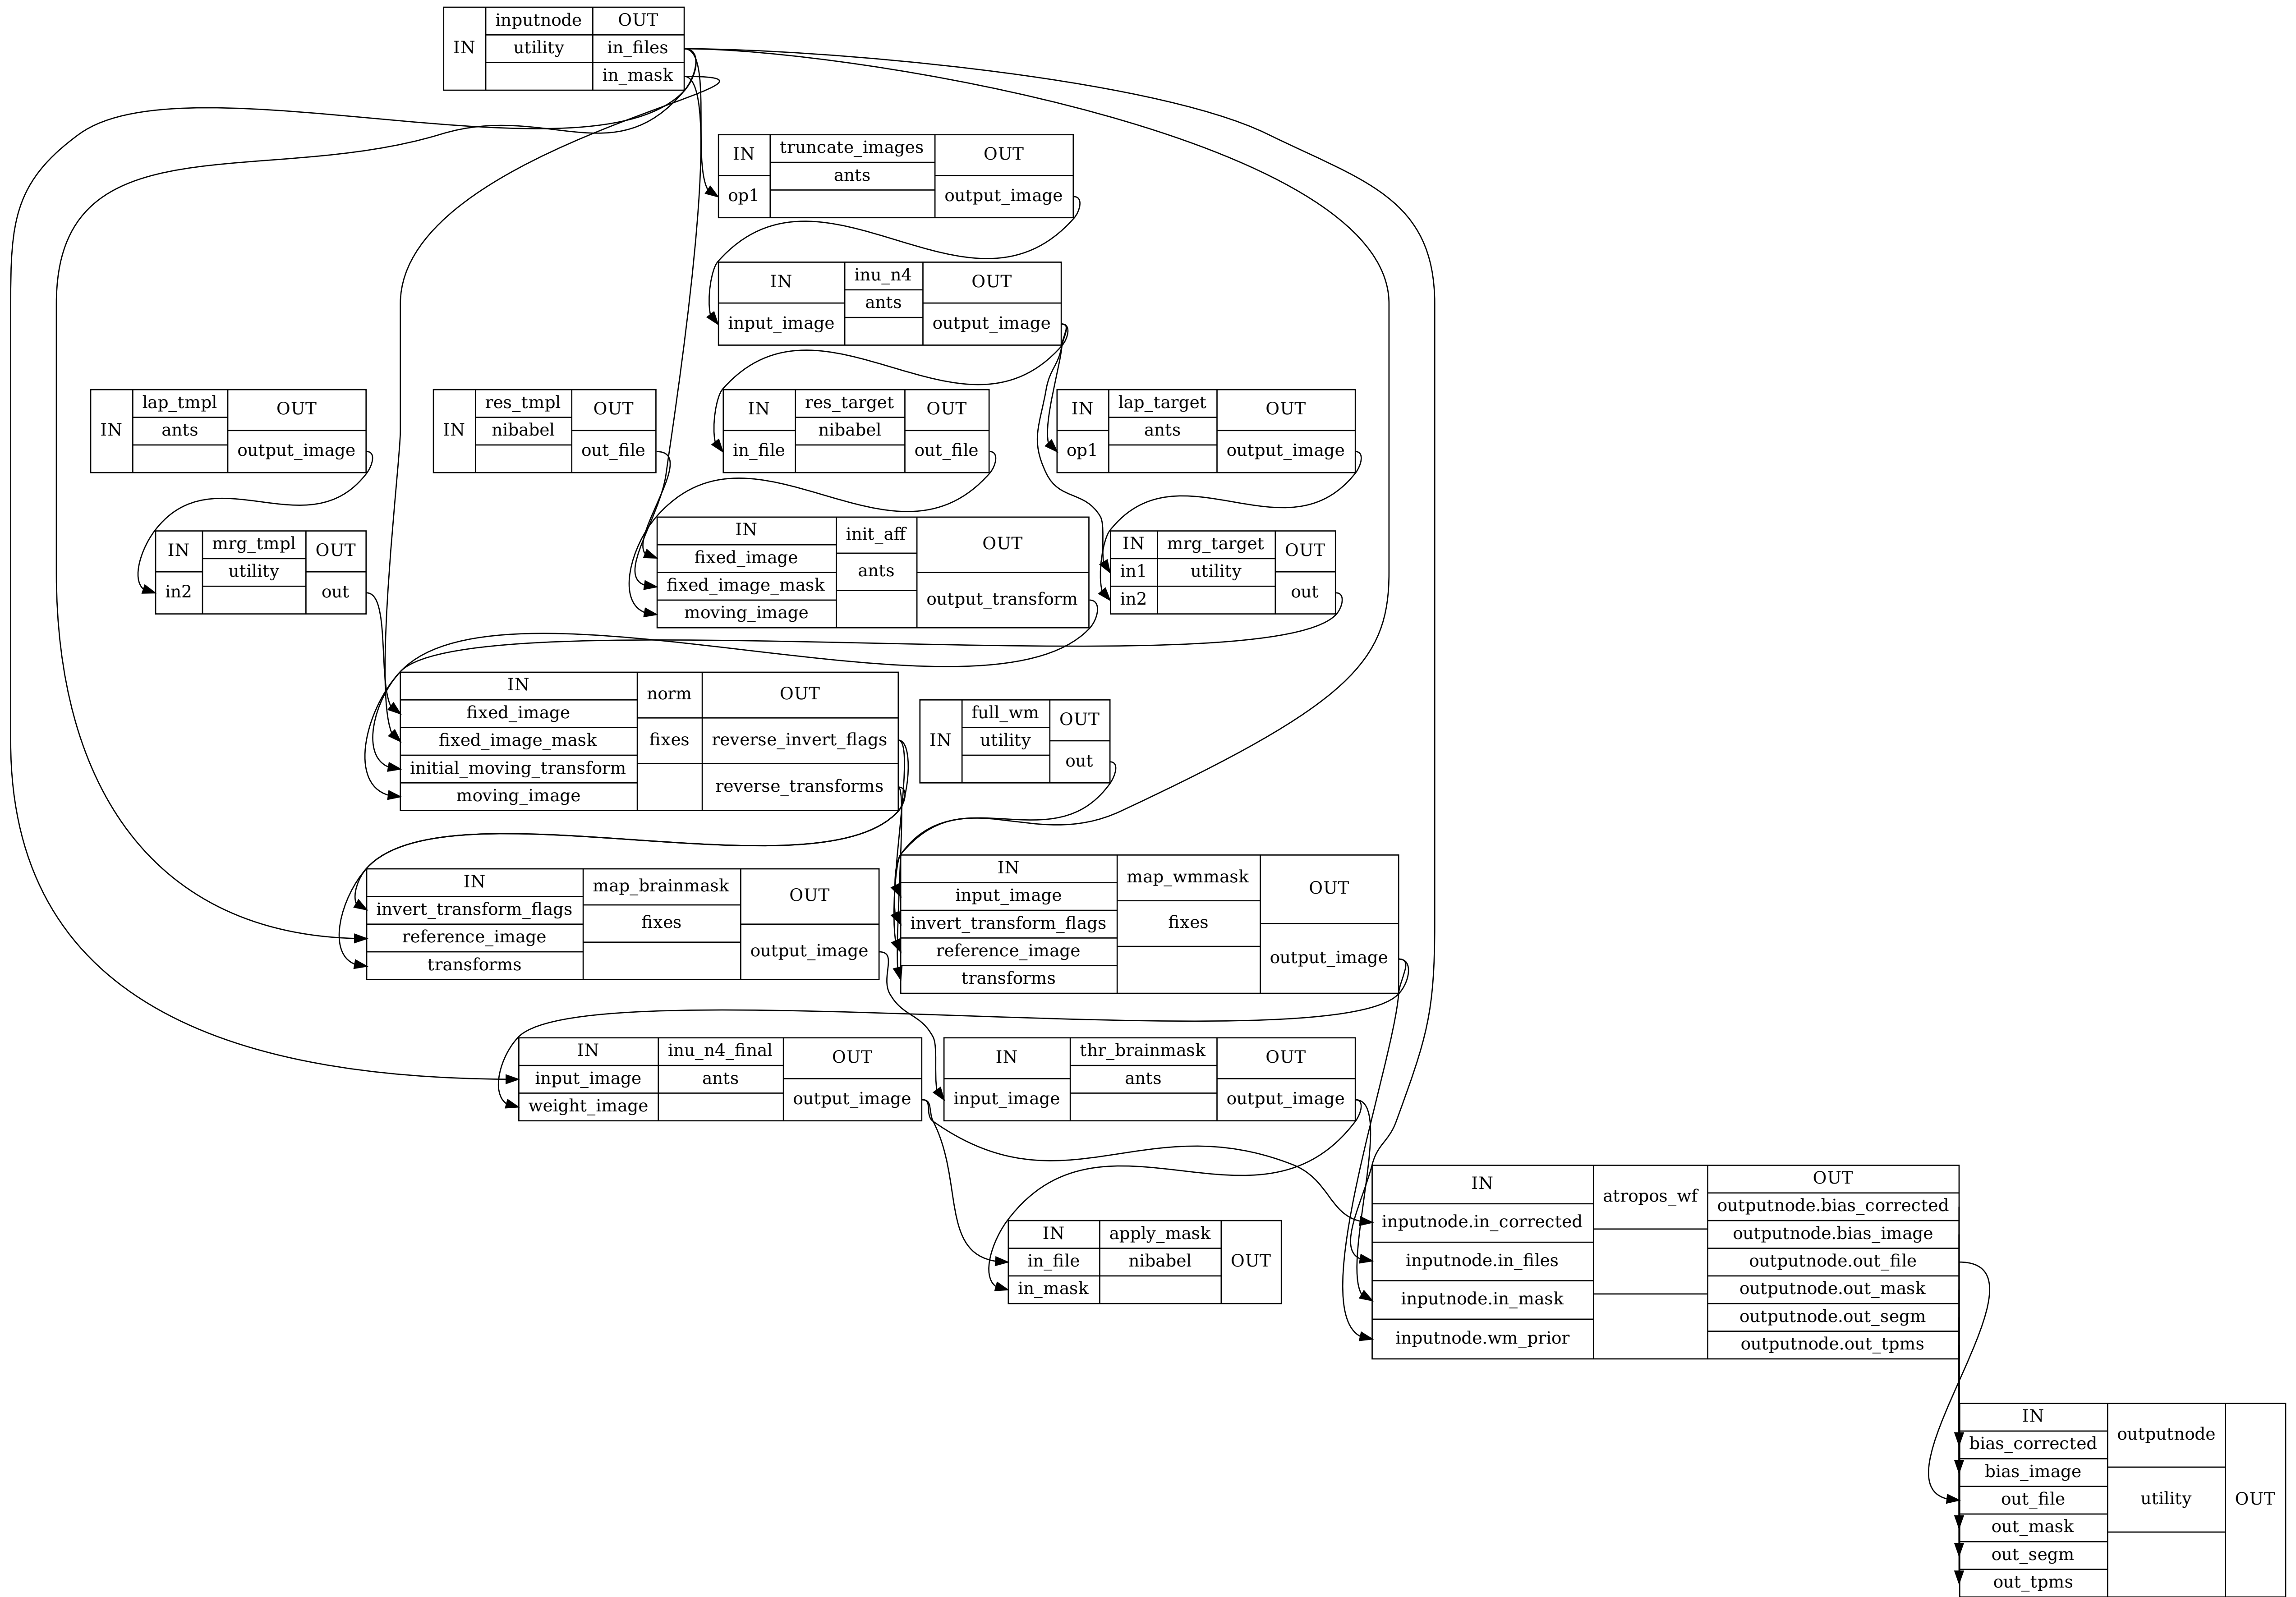 IN
inputnode
utility
OUT
in_files
in_mask
IN
op1
truncate_images
ants
OUT
output_image
IN
input_image
inu_n4
ants
OUT
output_image
IN
lap_tmpl
ants
OUT
output_image
IN
res_tmpl
nibabel
OUT
out_file
IN
in_file
res_target
nibabel
OUT
out_file
IN
op1
lap_target
ants
OUT
output_image
IN
in2
mrg_tmpl
utility
OUT
out
IN
fixed_image
fixed_image_mask
moving_image
init_aff
ants
OUT
output_transform
IN
in1
in2
mrg_target
utility
OUT
out
IN
fixed_image
fixed_image_mask
initial_moving_transform
moving_image
norm
fixes
OUT
reverse_invert_flags
reverse_transforms
IN
full_wm
utility
OUT
out
IN
invert_transform_flags
reference_image
transforms
map_brainmask
fixes
OUT
output_image
IN
input_image
invert_transform_flags
reference_image
transforms
map_wmmask
fixes
OUT
output_image
IN
input_image
weight_image
inu_n4_final
ants
OUT
output_image
IN
input_image
thr_brainmask
ants
OUT
output_image
IN
in_file
in_mask
apply_mask
nibabel
OUT
IN
inputnode.in_corrected
inputnode.in_files
inputnode.in_mask
inputnode.wm_prior
atropos_wf
OUT
outputnode.bias_corrected
outputnode.bias_image
outputnode.out_file
outputnode.out_mask
outputnode.out_segm
outputnode.out_tpms
IN
bias_corrected
bias_image
out_file
out_mask
out_segm
out_tpms
outputnode
utility
OUT